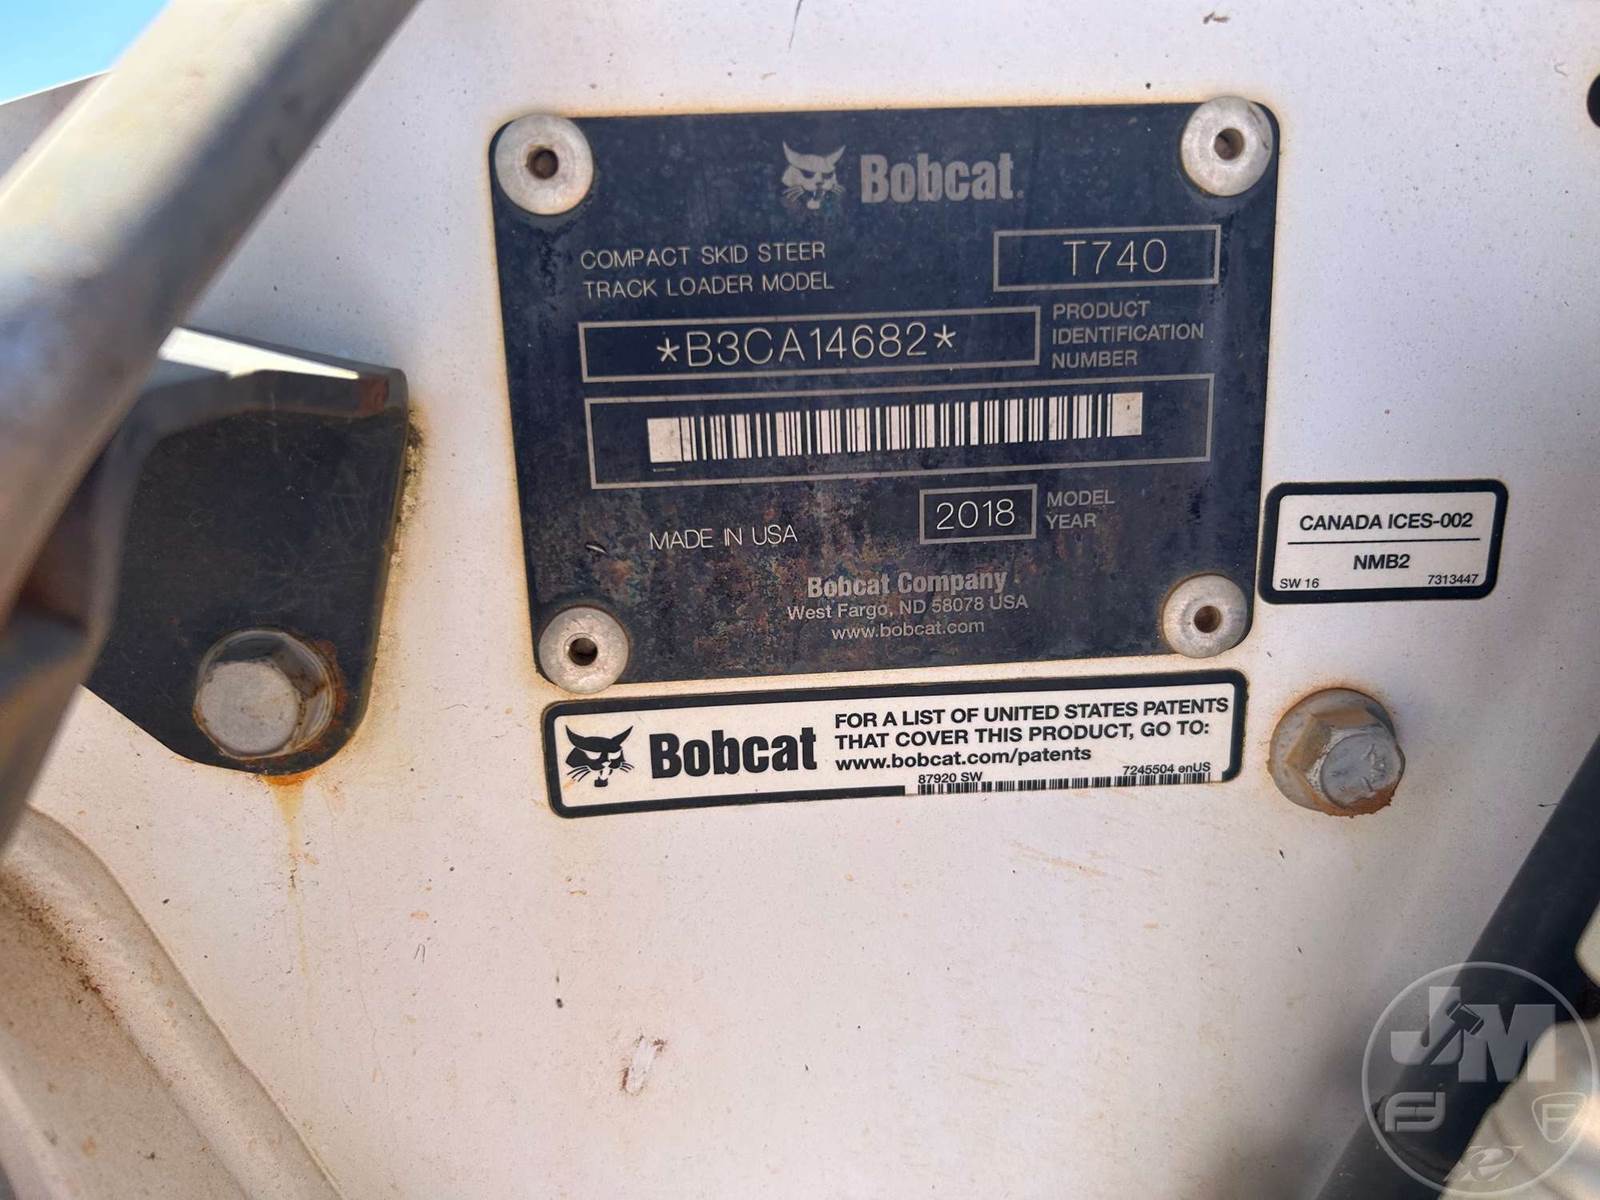 Bobcat.
COMPACT SKID STEER
TRACK LOADER MODEL
T740
*B3CA14682*
PRODUCT
IDENTIFICATION
NUMBER
MADE IN USA
2018
MODEL
YEAR
Bobcat Company
West Fargo, ND 58078 USA
www.bobcat.com
CANADA ICES-002
NMB2
SW 16
7313447
Bobcat
FOR A LIST OF UNITED STATES PATENTS
THAT COVER THIS PRODUCT, GO TO:
www.bobcat.com/patents
87920 SW
7245504 enUS
JM